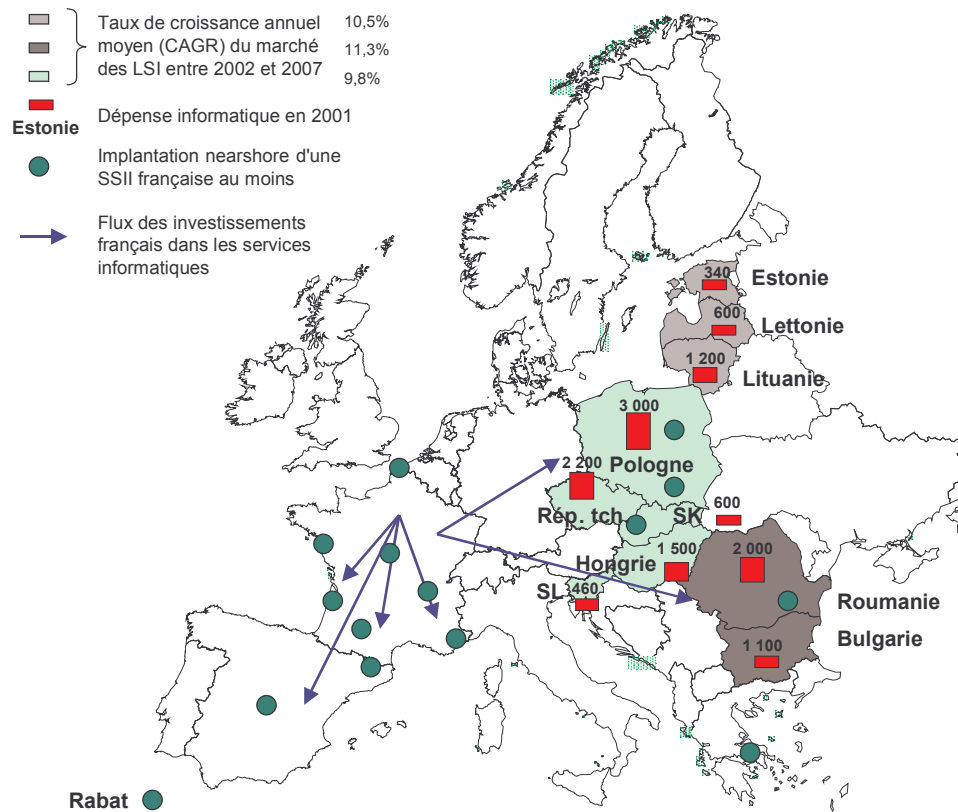 Taux de croissance annuel
moyen (CAGR) du marché
des LSI entre 2002 et 2007
10,5%
11,3%
9,8%
Estonie
Dépense informatique en 2001
Implantation nearshore d'une
SSII française au moins
Flux des investissements
français dans les services
informatiques
340
Estonie
600
Lettonie
1 200
Lituanie
3 000
Pologne
2 200
Rép. tch
SK
600
Hongrie
1 500
2 000
SL
460
Roumanie
Bulgarie
1 100
Rabat